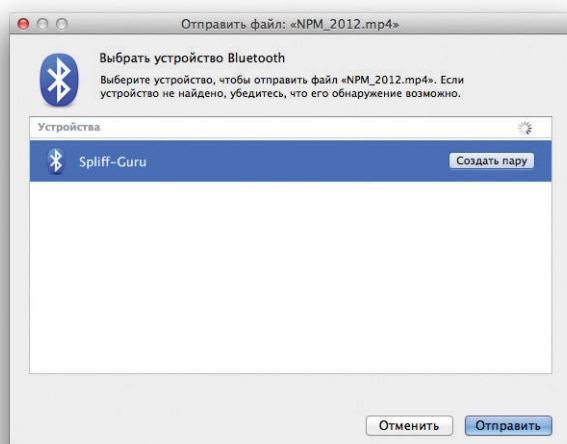 Отправить файл: «NPM_2012.mp4»
Выбрать устройство Bluetooth
Выберите устройство, чтобы отправить файл «NPM_2012.mp4». Если
устройство не найдено, убедитесь, что его обнаружение возможно.
Устройства
Spliff-Guru
Создать пару
Отменить
Отправить